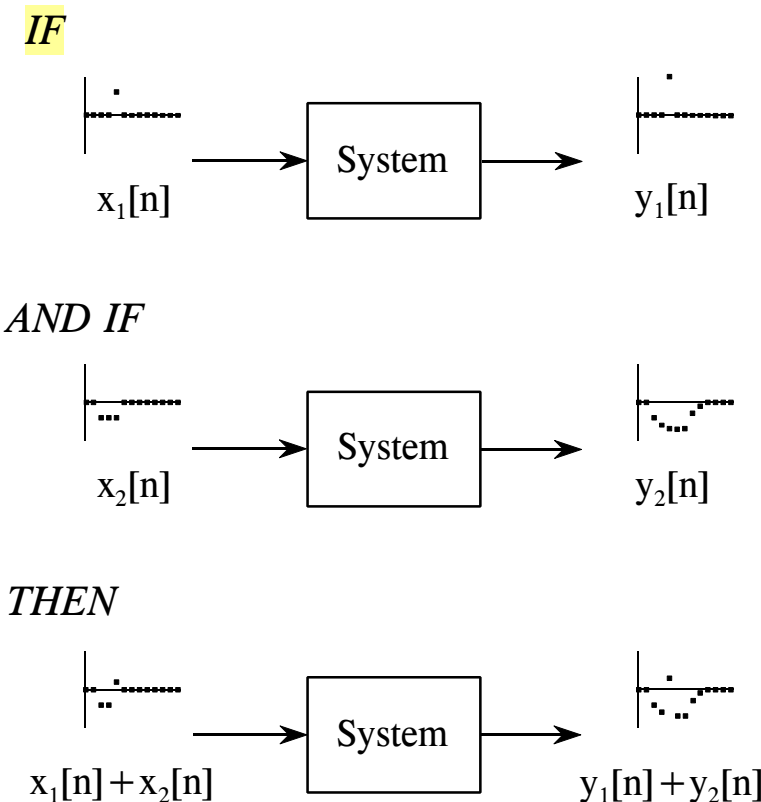 IF
System
x₁[n] y₁[n]
AND IF
System
x₂[n] y₂[n]
THEN
System
x₁[n]+x₂[n] y₁[n]+y₂[n]